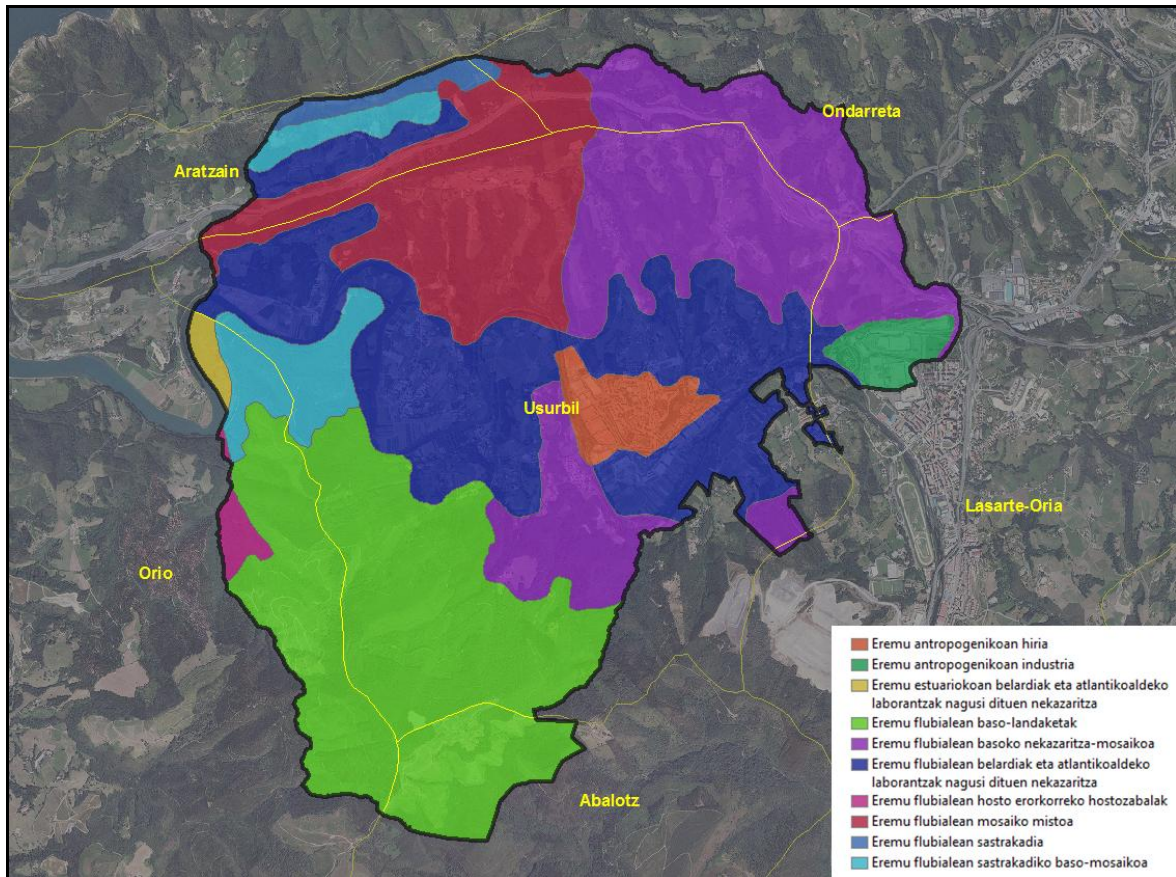 Ondarreta
Aratzain
Usurbil
Lasarte-Oria
Orio
Abalotz
Eremu antropogenikoan hiria
Eremu antropogenikoan industria
Eremu estuariokoan belardiak eta atlantikoaldeko
laborantzak nagusi dituen nekazaritza
Eremu flubialean baso-landaketak
Eremu flubialean basoko nekazaritza-mosaikoa
Eremu flubialean belardiak eta atlantikoaldeko
laborantzak nagusi dituen nekazaritza
Eremu flubialean hosto erorkorreko hostozabalak
Eremu flubialean mosaiko mistoa
Eremu flubialean sastrakadia
Eremu flubialean sastrakadiko baso-mosaikoa